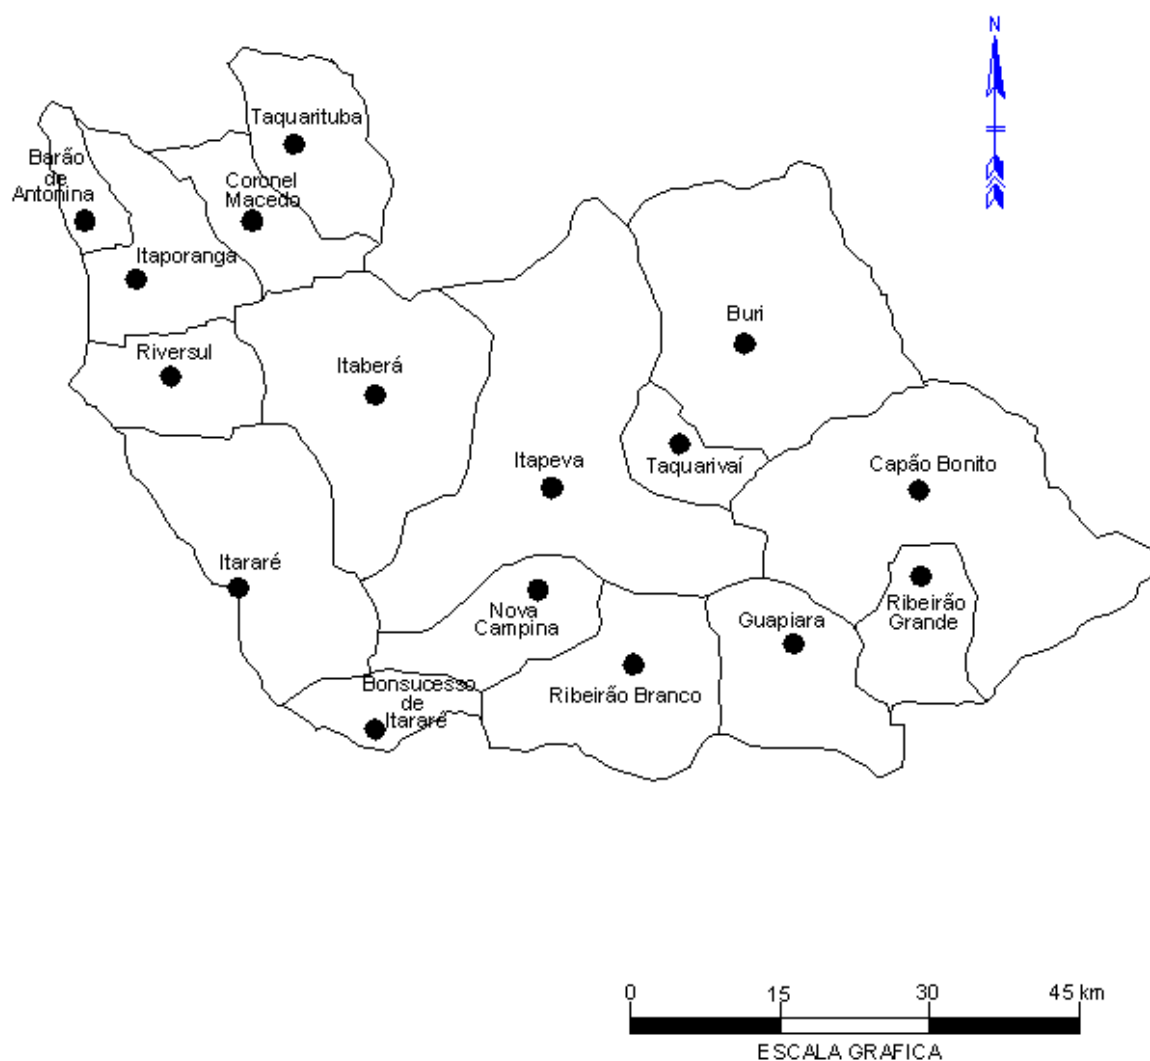 N
Taquarituba
Barão
de
Antonina
Coronel
Macedo
Itaporanga
Buri
Riversul
Itaberá
Itapeva
Taquarivaí
Capão Bonito
Itararé
Nova
Campina
Ribeirão
Grande
Guapiara
Bonsucesso
de
Itararé
Ribeirão Branco
0 15 30 45 km
ESCALA GRAFICA